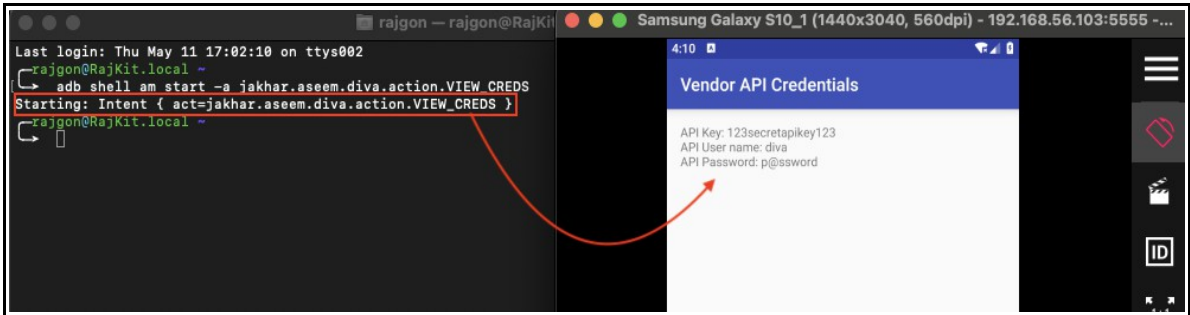 rajgon — rajgon@RajKi
Last login: Thu May 11 17:02:10 on ttys002
rajgon@RajKit.local ~
adb shell am start -a jakhar.aseem.diva.action.VIEW_CREDS
Starting: Intent { act=jakhar.aseem.diva.action.VIEW_CREDS }
rajgon@RajKit.local ~
Samsung Galaxy S10_1 (1440x3040, 560dpi) - 192.168.56.103:5555 -...
4:10
Vendor API Credentials
API Key: 123secretapikey123
API User name: diva
API Password: p@ssword
ID